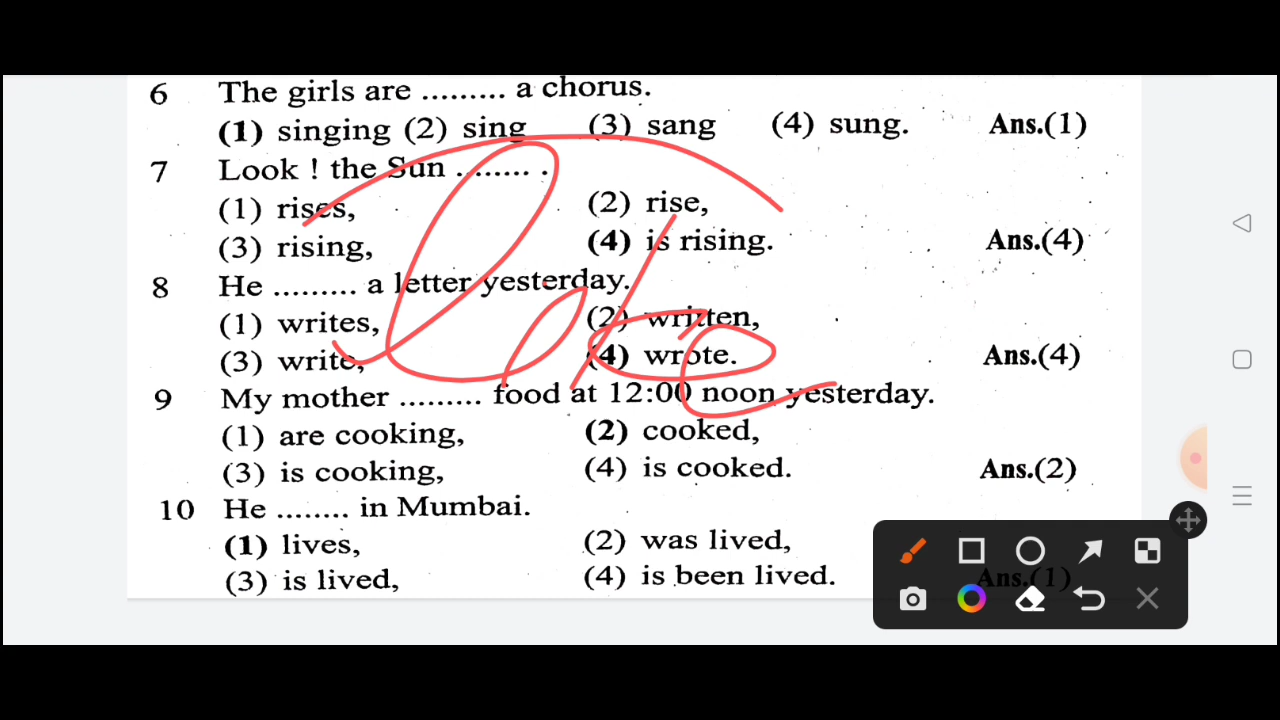 6 The girls are ......... a chorus.
(1) singing (2) sing (3) sang (4) sung. Ans.(1)
7 Look ! the Sun ........ .
(1) rises, (2) rise,
(3) rising, (4) is rising. Ans.(4)
8 He ......... a letter yesterday.
(1) writes, (2) written,
(3) write, (4) wrote. Ans.(4)
9 My mother ......... food at 12:00 noon yesterday.
(1) are cooking, (2) cooked,
(3) is cooking, (4) is cooked. Ans.(2)
10 He ........ in Mumbai.
(1) lives, (2) was lived,
(3) is lived, (4) is been lived. Ans.(1)